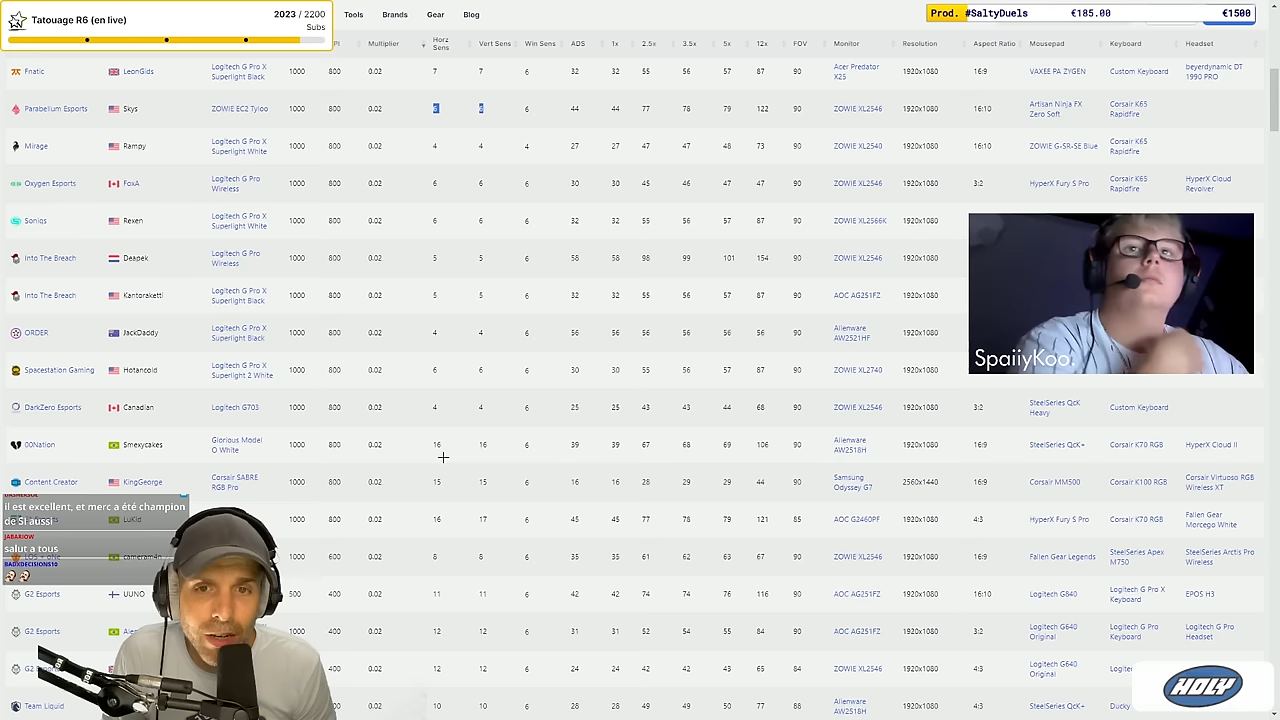 Tatouage R6 (en live)
2023 / 2200
Subs
Tools Brands Gear Blog
Prod. #SaltyDuels €185.00 €1500
Multiplier Horz Sens Vert Sens Win Sens ADS 1x 2.5x 3.5x 5x 12x FOV Monitor Resolution Aspect Ratio Mousepad Keyboard Headset
Fnatic LeonGids Logitech G Pro X Superlight Black 1000 800 0.02 7 7 6 32 32 55 56 57 87 90 Acer Predator X25 1920x1080 16:9 VAXEE PA ZYGEN Custom Keyboard beyerdynamic DT 1990 PRO
Parabellum Esports Skys ZOWIE EC2 Tyloo 1000 800 0.02 6 6 6 44 44 77 78 79 122 90 ZOWIE XL2546 1920x1080 16:10 Artisan Ninja FX Zero Soft Corsair K65 Rapidfire
Mirage Rampy Logitech G Pro X Superlight White 1000 800 0.02 4 4 4 27 27 47 47 48 73 90 ZOWIE XL2540 1920x1080 16:10 ZOWIE G-SR-SE Blue Corsair K65 Rapidfire
Oxygen Esports FoxA Logitech G Pro Wireless 1000 800 0.02 6 6 6 30 30 45 46 47 47 90 ZOWIE XL2546 1920x1080 3:2 HyperX Fury S Pro Corsair K65 Rapidfire HyperX Cloud Revolver
Soniqs Rexen Logitech G Pro X Superlight White 1000 800 0.02 6 6 6 32 32 55 56 57 87 90 ZOWIE XL2566K 1920x1080
Into The Breach Deapek Logitech G Pro Wireless 1000 800 0.02 5 5 6 58 58 98 99 101 154 90 ZOWIE XL2546 1920x1080
Into The Breach Kantoraketti Logitech G Pro X Superlight Black 1000 800 0.02 5 5 6 32 32 55 56 57 87 90 AOC AG251FZ 1920x1080
ORDER JackDaddy Logitech G Pro X Superlight Black 1000 800 0.02 4 4 6 56 56 56 56 56 56 90 Alienware AW2521HF 1920x1080
Spacestation Gaming Hotancold Logitech G Pro X Superlight 2 White 1000 800 0.02 6 6 6 30 30 55 55 55 55 90 ZOWIE XL2740 1920x1080
SpaiiyKoo.
DarkZero Esports Canadian Logitech G703 1000 800 0.02 4 4 6 25 25 43 43 44 68 90 ZOWIE XL2546 1920x1080 3:2 SteelSeries QcK Heavy Custom Keyboard
00Nation Smexycakes Glorious Model O White 1000 800 0.02 16 16 6 39 39 67 68 69 106 90 Alienware AW2518H 1920x1080 16:9 SteelSeries QcK+ Corsair K70 RGB HyperX Cloud II
Content Creator KingGeorge Corsair SABRE RGB Pro 1000 800 0.02 15 15 6 16 16 28 29 29 44 90 Samsung Odyssey G7 2560x1440 16:9 Corsair MM500 Corsair K100 RGB Corsair Virtuoso RGB Wireless XT
il est excellent, et merc a été champion
de SI aussi
LuKid 1000 800 0.02 16 17 6 45 45 77 78 79 121 85 AOC G2460PF 1920x1080 4:3 HyperX Fury S Pro Corsair K70 RGB Fallen Gear Morcego White
JABARIOW
salut a tous
1000 600 0.02 8 8 6 35 35 61 62 90 ZOWIE XL2546 1920x1080 16:9 Fallen Gear Legends SteelSeries Apex M750 SteelSeries Arctis Pro Wireless
BADXDECISIONS10
G2 Esports UUNO 500 400 0.02 11 11 6 42 42 74 74 76 116 90 AOC AG251FZ 1920x1080 16:10 Logitech G840 Logitech G Pro X Keyboard EPOS H3
G2 Esports 1000 400 0.02 12 12 6 31 31 52 54 55 84 90 AOC AG251FZ 1920x1080 3:2 Logitech G640 Original Logitech G Pro Keyboard Logitech G Pro Headset
400 0.02 12 12 6 24 24 42 42 43 65 90 ZOWIE XL2546 1920x1080 4:3 Logitech G640 Original
HOLY
Team Liquid 1000 400 0.02 10 10 6 28 28 49 50 77 86 Alienware AW2518H 1920x1080 4:3 SteelSeries QcK+ Ducky